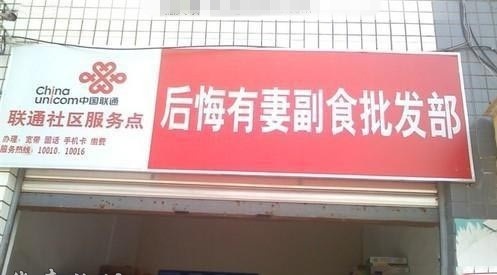 China
unicom中国联通
联通社区服务点
办理：宽带 固话 手机卡 缴费
服务热线：10010、10016
后悔有妻副食批发部